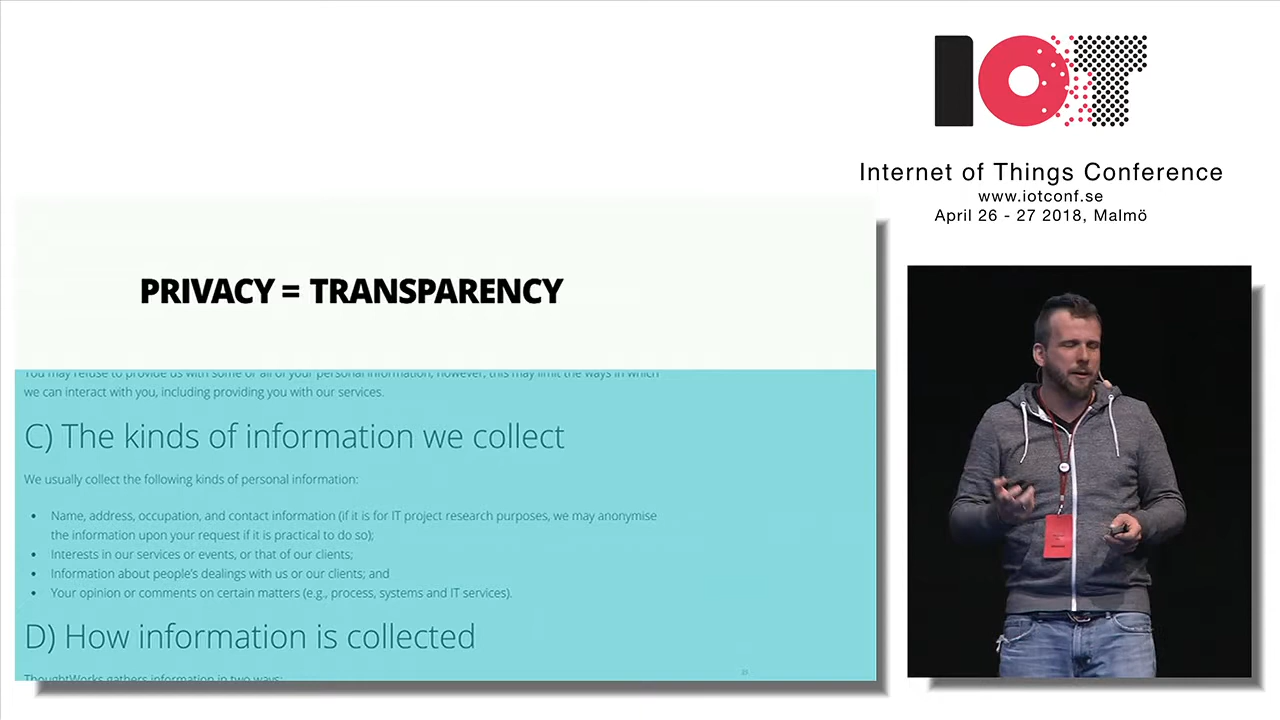 IOT
Internet of Things Conference
www.iotconf.se
April 26 - 27 2018, Malmö
PRIVACY = TRANSPARENCY
You may refuse to provide us with some or all of your personal information, however, this may limit the ways in which
we can interact with you, including providing you with our services.
C) The kinds of information we collect
We usually collect the following kinds of personal information:
• Name, address, occupation, and contact information (if it is for IT project research purposes, we may anonymise
the information upon your request if it is practical to do so);
• Interests in our services or events, or that of our clients;
• Information about people's dealings with us or our clients; and
• Your opinion or comments on certain matters (e.g., process, systems and IT services).
D) How information is collected
ThoughtWorks gathers information in two ways: